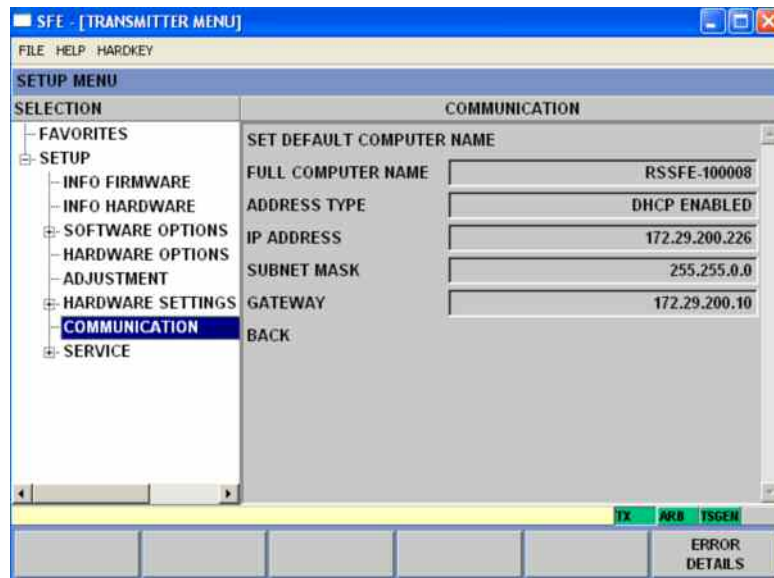 SFE - [TRANSMITTER MENU]
FILE HELP HARDKEY
SETUP MENU
SELECTION
COMMUNICATION
FAVORITES
SETUP
INFO FIRMWARE
INFO HARDWARE
SOFTWARE OPTIONS
HARDWARE OPTIONS
ADJUSTMENT
HARDWARE SETTINGS
COMMUNICATION
SERVICE
SET DEFAULT COMPUTER NAME
FULL COMPUTER NAME RSSFE-100008
ADDRESS TYPE DHCP ENABLED
IP ADDRESS 172.29.200.226
SUBNET MASK 255.255.0.0
GATEWAY 172.29.200.10
BACK
TX ARB TSGEN
ERROR
DETAILS